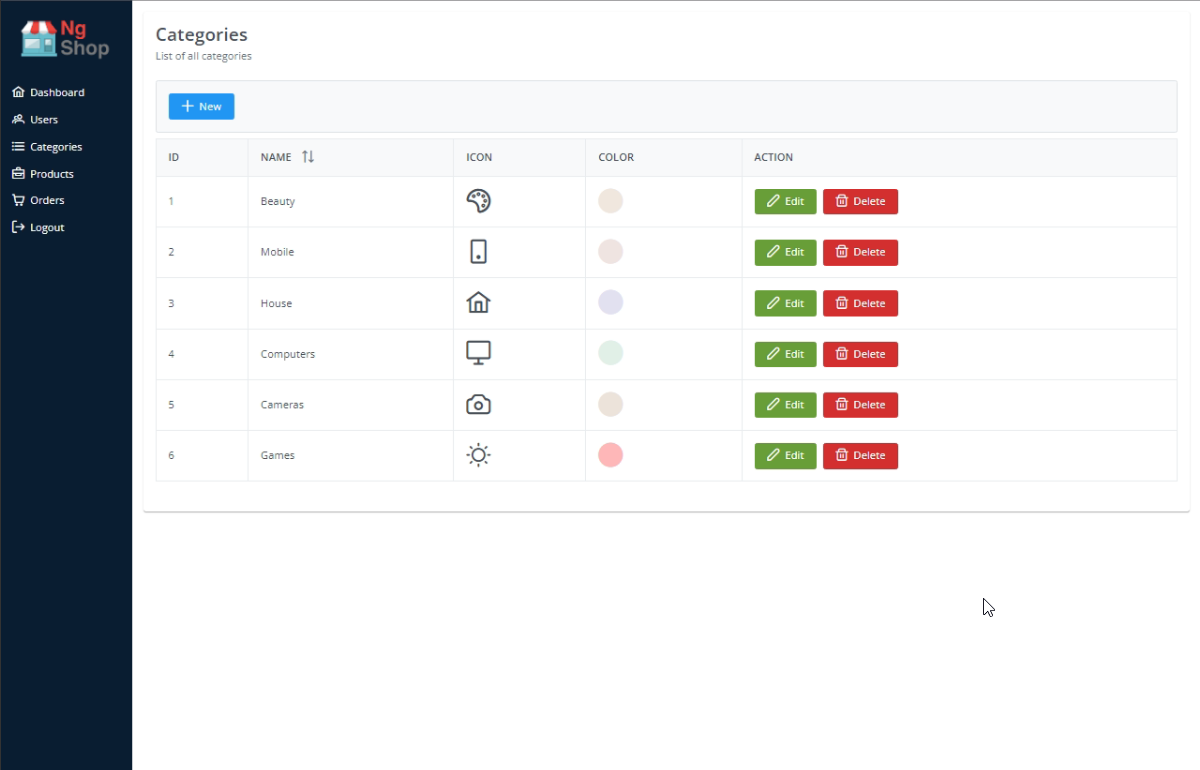 Ng
Shop
Dashboard
Users
Categories
Products
Orders
Logout
Categories
List of all categories
New
ID NAME ICON COLOR ACTION
1 Beauty Edit Delete
2 Mobile Edit Delete
3 House Edit Delete
4 Computers Edit Delete
5 Cameras Edit Delete
6 Games Edit Delete